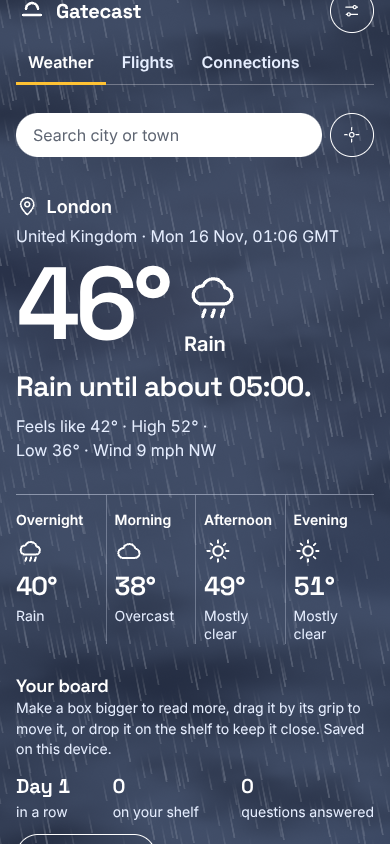 Gatecast
Weather Flights Connections
Search city or town
London
United Kingdom · Mon 16 Nov, 01:06 GMT
46°
Rain
Rain until about 05:00.
Feels like 42° · High 52° ·
Low 36° · Wind 9 mph NW
Overnight Morning Afternoon Evening
40° 38° 49° 51°
Rain Overcast Mostly clear Mostly clear
Your board
Make a box bigger to read more, drag it by its grip to
move it, or drop it on the shelf to keep it close. Saved
on this device.
Day 1 0 0
in a row on your shelf questions answered